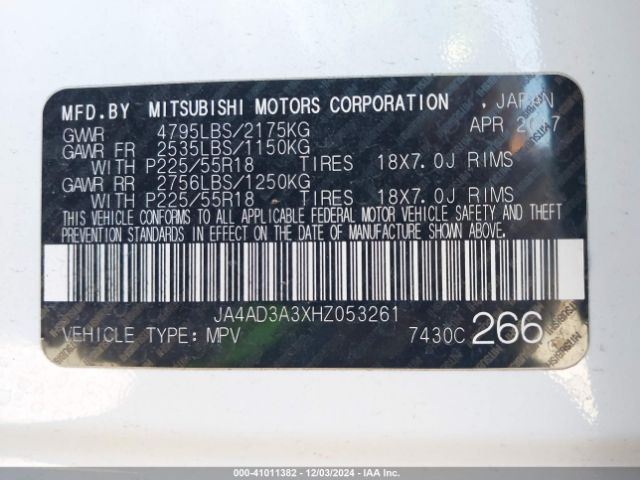 MFD.BY MITSUBISHI MOTORS CORPORATION , JAPAN
GWWR 4795LBS/2175KG APR 2017
GAWR FR 2535LBS/1150KG
WITH P225/55R18 TIRES 18X7.0J RIMS
GAWR RR 2756LBS/1250KG
WITH P225/55R18 TIRES 18X7.0J RIMS
THIS VEHICLE CONFORMS TO ALL APPLICABLE FEDERAL MOTOR VEHICLE SAFETY AND THEFT
PREVENTION STANDARDS IN EFFECT ON THE DATE OF MANUFACTURE SHOWN ABOVE.
JA4AD3A3XHZ053261
VEHICLE TYPE: MPV 7430C 266
000-41011382 - 12/03/2024 - IAA, Inc.